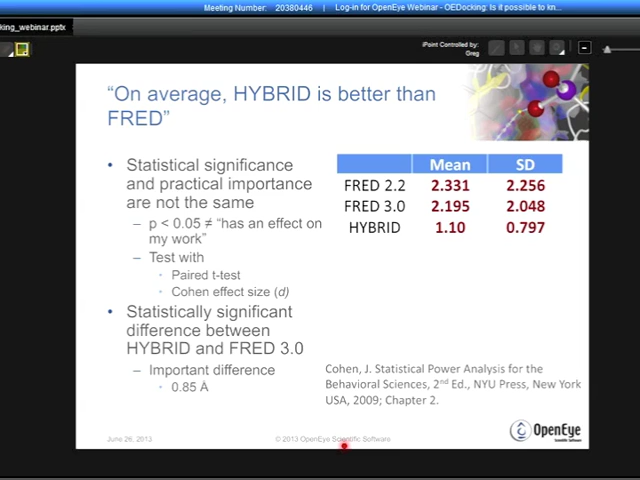 Meeting Number: 20380446 | Log-in for OpenEye Webinar - OEDocking: Is it possible to kn...
king_webinar.pptx
iPoint Controlled by:
Greg
“On average, HYBRID is better than
FRED”
• Statistical significance
and practical importance
are not the same
– p < 0.05 ≠ “has an effect on
my work”
– Test with
◦ Paired t-test
◦ Cohen effect size (d)
• Statistically significant
difference between
HYBRID and FRED 3.0
– Important difference
◦ 0.85 Å
Mean SD
FRED 2.2 2.331 2.256
FRED 3.0 2.195 2.048
HYBRID 1.10 0.797
Cohen, J. Statistical Power Analysis for the
Behavioral Sciences, 2nd Ed., NYU Press, New York
USA, 2009; Chapter 2.
June 26, 2013
© 2013 OpenEye Scientific Software
OpenEye
Scientific Software